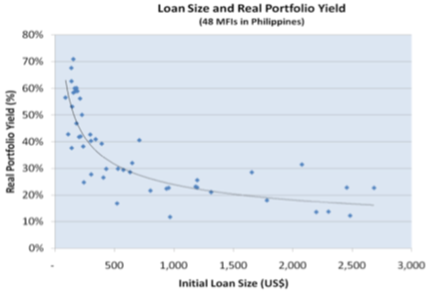 Loan Size and Real Portfolio Yield
(48 MFIs in Philippines)
80%
70%
60%
50%
40%
30%
20%
10%
0%
Real Portfolio Yield (%)
- 500 1,000 1,500 2,000 2,500 3,000
Initial Loan Size (US$)